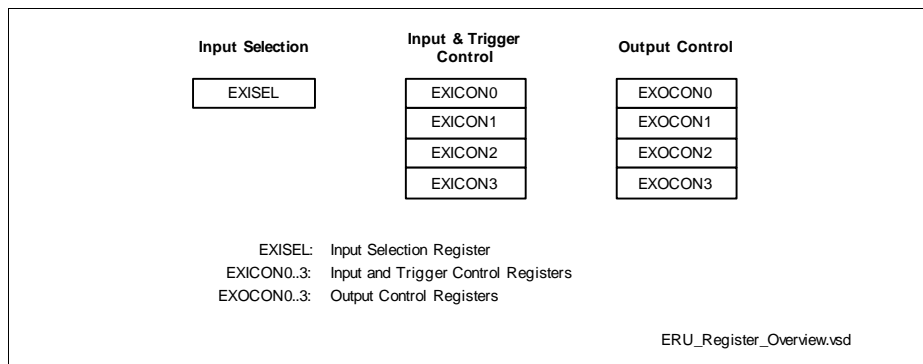 Input Selection
Input & Trigger
Control
Output Control
EXISEL
EXICON0
EXOCON0
EXICON1
EXOCON1
EXICON2
EXOCON2
EXICON3
EXOCON3
EXISEL: Input Selection Register
EXICON0..3: Input and Trigger Control Registers
EXOCON0..3: Output Control Registers
ERU_Register_Overview.vsd